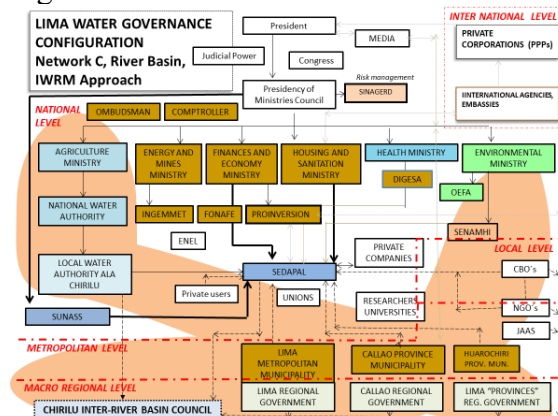 LIMA WATER GOVERNANCE
CONFIGURATION
Network C, River Basin,
IWRM Approach
President
MEDIA
Judicial Power
Congress
Presidency of
Ministries Council
Risk management
SINAGERD
INTER NATIONAL LEVEL
PRIVATE
CORPORATIONS (PPPs)
IINTERNATIONAL AGENCIES,
EMBASSIES
NATIONAL
LEVEL
OMBUDSMAN
COMPTROLLER
AGRICULTURE
MINISTRY
ENERGY AND
MINES
MINISTRY
FINANCES AND
ECONOMY
MINISTRY
HOUSING AND
SANITATION
MINISTRY
HEALTH MINISTRY
ENVIRONMENTAL
MINISTRY
DIGESA
OEFA
NATIONAL WATER
AUTHORITY
INGEMMET
FONAFE
PROINVERSION
SENAMHI
ENEL
LOCAL LEVEL
LOCAL WATER
AUTHORITY ALA
CHIRILU
SEDAPAL
PRIVATE
COMPANIES
CBO´s
Private users
UNIONS
RESEARCHERS
UNIVERSITIES
NGO´s
SUNASS
JAAS
METROPOLITAN LEVEL
LIMA
METROPOLITAN
MUNICIPALITY
CALLAO PROVINCE
MUNICIPALITY
HUAROCHIRI
PROV. MUN.
MACRO REGIONAL LEVEL
LIMA REGIONAL
GOVERNMENT
CALLAO REGIONAL
GOVERNMENT
LIMA "PROVINCES"
REG. GOVERNMENT
CHIRILU INTER-RIVER BASIN COUNCIL